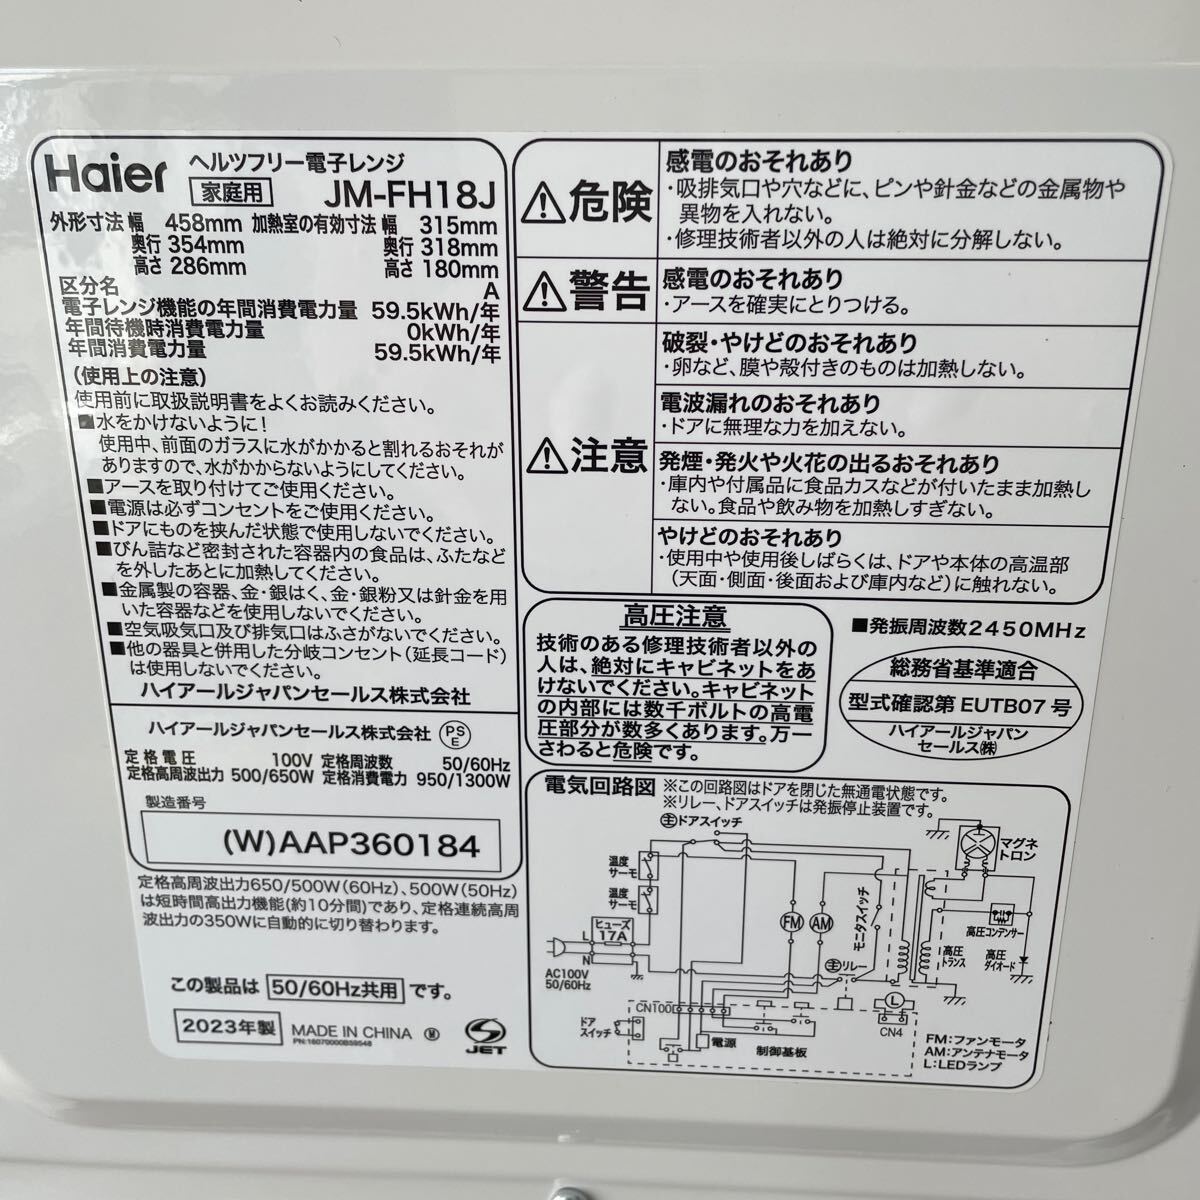 Haier
ヘルツフリー電子レンジ
家庭用 JM-FH18J
外形寸法 幅 458mm 加熱室の有効寸法 幅 315mm
奥行 354mm 奥行 318mm
高さ 286mm 高さ 180mm
区分名 A
電子レンジ機能の年間消費電力量 59.5kWh/年
年間待機時消費電力量 0kWh/年
年間消費電力量 59.5kWh/年
(使用上の注意)
使用前に取扱説明書をよくお読みください。
■水をかけないように!
使用中、前面のガラスに水がかかると割れるおそれが
ありますので、水がかからないようにしてください。
■アースを取り付けてご使用ください。
■電源は必ずコンセントをご使用ください。
■ドアにものを挟んだ状態で使用しないでください。
■びん詰など密封された容器内の食品は、ふたなど
を外したあとに加熱してください。
■金属製の容器、金・銀はく、金・銀粉又は針金を用
いた容器などを使用しないでください。
■空気吸気口及び排気口はふさがないでください。
■他の器具と併用した分岐コンセント(延長コード)
は使用しないでください。
ハイアールジャパンセールス株式会社
ハイアールジャパンセールス株式会社 PSE
定格電圧 100V 定格周波数 50/60Hz
定格高周波出力 500/650W 定格消費電力 950/1300W
製造番号
(W)AAP360184
定格高周波出力650/500W(60Hz)、500W(50Hz)
は短時間高出力機能(約10分間)であり、定格連続高周
波出力の350Wに自動的に切り替わります。
この製品は 50/60Hz共用 です。
2023年製 MADE IN CHINA Ⓜ
PN:16070000B59548
S
JET
⚠危険
感電のおそれあり
・吸排気口や穴などに、ピンや針金などの金属物や
異物を入れない。
・修理技術者以外の人は絶対に分解しない。
⚠警告
感電のおそれあり
・アースを確実にとりつける。
⚠注意
破裂・やけどのおそれあり
・卵など、膜や殻付きのものは加熱しない。
電波漏れのおそれあり
・ドアに無理な力を加えない。
発煙・発火や火花の出るおそれあり
・庫内や付属品に食品カスなどが付いたまま加熱し
ない。食品や飲み物を加熱しすぎない。
やけどのおそれあり
・使用中や使用後しばらくは、ドアや本体の高温部
(天面・側面・後面および庫内など)に触れない。
高圧注意
技術のある修理技術者以外の
人は、絶対にキャビネットをあ
けないでください。キャビネット
の内部には数千ボルトの高電
圧部分が数多くあります。万一
さわると危険です。
■発振周波数2450MHz
総務省基準適合
型式確認第 EUTB07 号
ハイアールジャパン
セールス㈱
電気回路図 ※この回路図はドアを閉じた無通電状態です。
※リレー、ドアスイッチは発振停止装置です。
主ドアスイッチ
温度
サーモ
温度
サーモ
ヒューズ
17A
L
N
AC100V
50/60Hz
FM
AM
モニタスイッチ
主リレー
マグネ
トロン
高圧コンデンサー
高圧
トランス
高圧
ダイオード
L
CN4
CN100
ドア
スイッチ
電源
制御基板
FM:ファンモータ
AM:アンテナモータ
L:LEDランプ